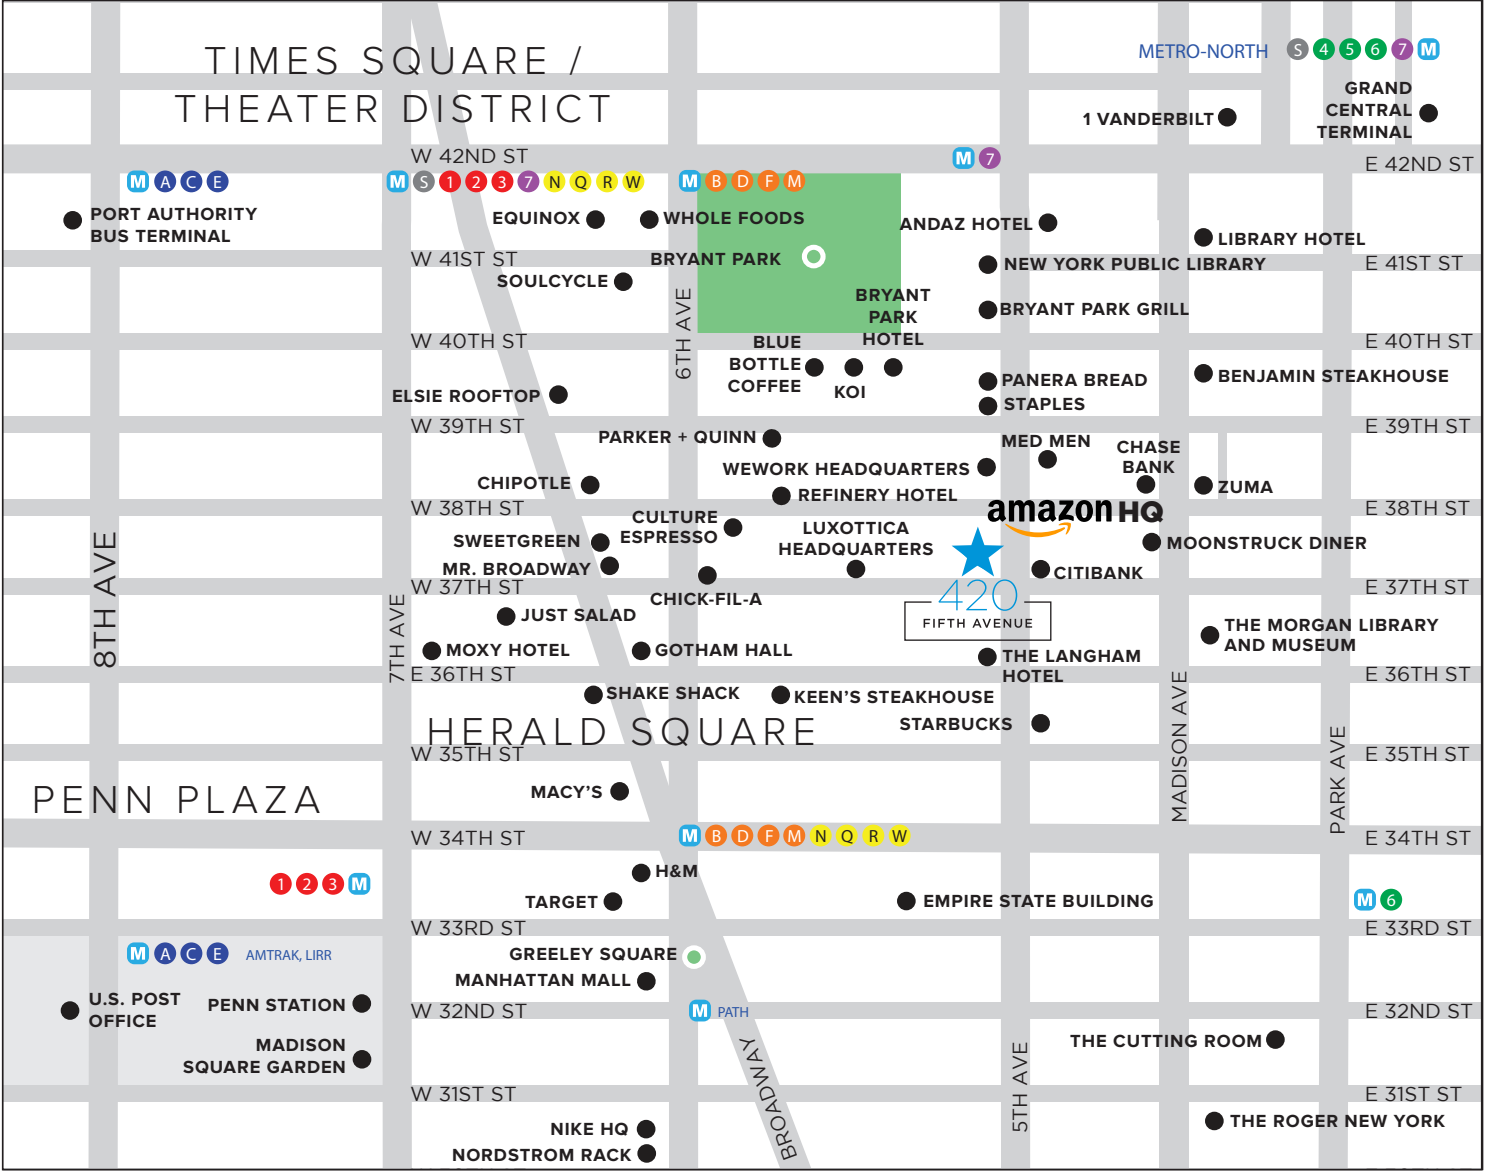 TIMES SQUARE /
THEATER DISTRICT
METRO-NORTH S 4 5 6 7 M
1 VANDERBILT
GRAND
CENTRAL
TERMINAL
W 42ND ST
M 7
E 42ND ST
M A C E
M S 1 2 3 7 N Q R W
M B D F M
PORT AUTHORITY
BUS TERMINAL
EQUINOX
WHOLE FOODS
ANDAZ HOTEL
LIBRARY HOTEL
W 41ST ST
BRYANT PARK
NEW YORK PUBLIC LIBRARY
E 41ST ST
SOULCYCLE
BRYANT
PARK
HOTEL
BRYANT PARK GRILL
6TH AVE
W 40TH ST
E 40TH ST
BLUE
BOTTLE
COFFEE
KOI
PANERA BREAD
STAPLES
BENJAMIN STEAKHOUSE
ELSIE ROOFTOP
W 39TH ST
E 39TH ST
PARKER + QUINN
MED MEN
CHASE
BANK
WEWORK HEADQUARTERS
CHIPOTLE
REFINERY HOTEL
ZUMA
W 38TH ST
amazon HQ
E 38TH ST
CULTURE
ESPRESSO
LUXOTTICA
HEADQUARTERS
SWEETGREEN
MOONSTRUCK DINER
MR. BROADWAY
CITIBANK
8TH AVE
W 37TH ST
E 37TH ST
CHICK-FIL-A
420
FIFTH AVENUE
7TH AVE
JUST SALAD
THE MORGAN LIBRARY
AND MUSEUM
MOXY HOTEL
GOTHAM HALL
THE LANGHAM
HOTEL
E 36TH ST
E 36TH ST
SHAKE SHACK
KEEN'S STEAKHOUSE
STARBUCKS
HERALD SQUARE
MADISON AVE
PARK AVE
W 35TH ST
E 35TH ST
PENN PLAZA
MACY'S
W 34TH ST
M B D F M N Q R W
E 34TH ST
1 2 3 M
H&M
TARGET
EMPIRE STATE BUILDING
M 6
W 33RD ST
E 33RD ST
M A C E AMTRAK, LIRR
GREELEY SQUARE
MANHATTAN MALL
U.S. POST
OFFICE
PENN STATION
W 32ND ST
M PATH
E 32ND ST
MADISON
SQUARE GARDEN
BROADWAY
5TH AVE
THE CUTTING ROOM
W 31ST ST
E 31ST ST
NIKE HQ
THE ROGER NEW YORK
NORDSTROM RACK